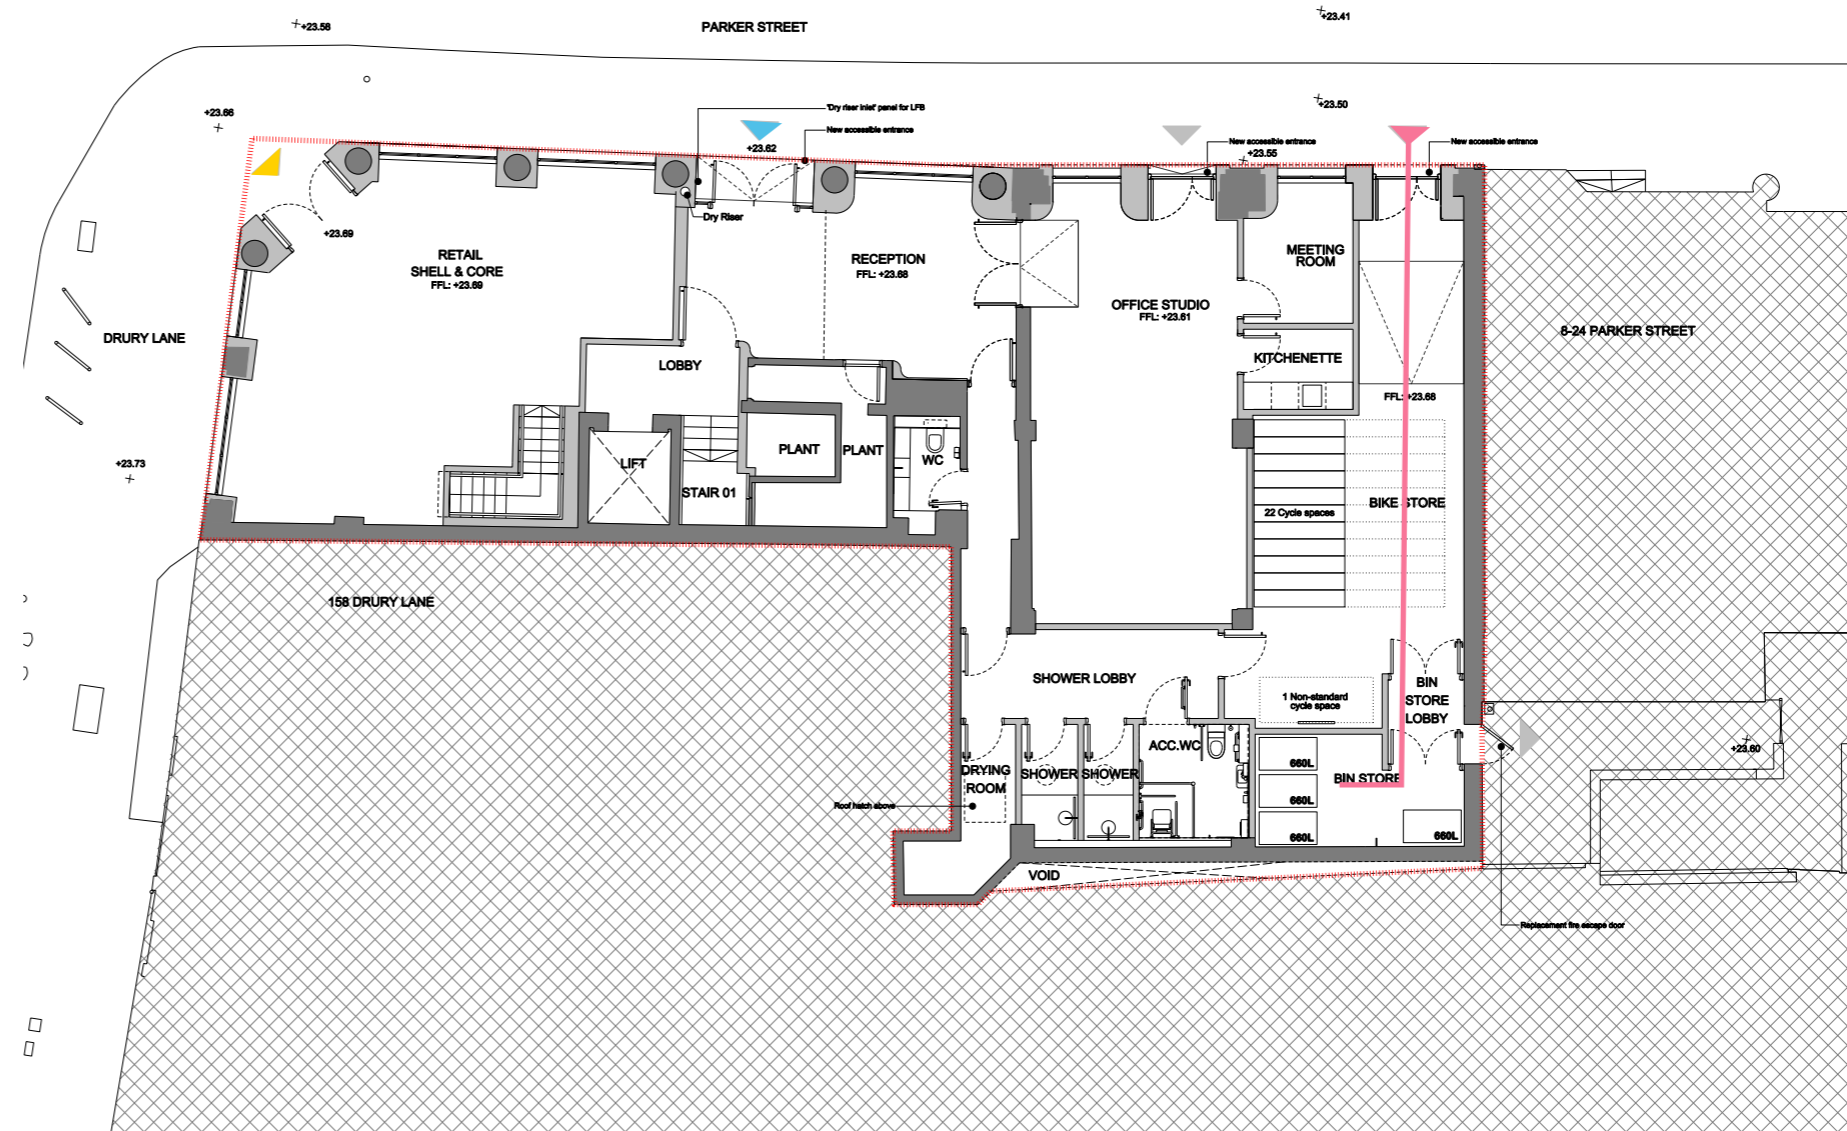 +23.58
PARKER STREET
+23.41
+23.66
'Dry riser inlet' panel for LFB
New accessible entrance
+23.50
+23.62
New accessible entrance
+23.55
New accessible entrance
Dry Riser
+23.69
RETAIL
SHELL & CORE
FFL: +23.69
RECEPTION
FFL: +23.68
MEETING
ROOM
OFFICE STUDIO
FFL: +23.61
DRURY LANE
8-24 PARKER STREET
LOBBY
KITCHENETTE
FFL: +23.68
+23.73
LIFT
STAIR 01
PLANT
PLANT
WC
BIKE STORE
22 Cycle spaces
158 DRURY LANE
SHOWER LOBBY
1 Non-standard
cycle space
BIN
STORE
LOBBY
ACC.WC
+23.60
DRYING
ROOM
SHOWER
SHOWER
660L
BIN STORE
660L
Roof hatch above
660L
660L
VOID
Replacement fire escape door